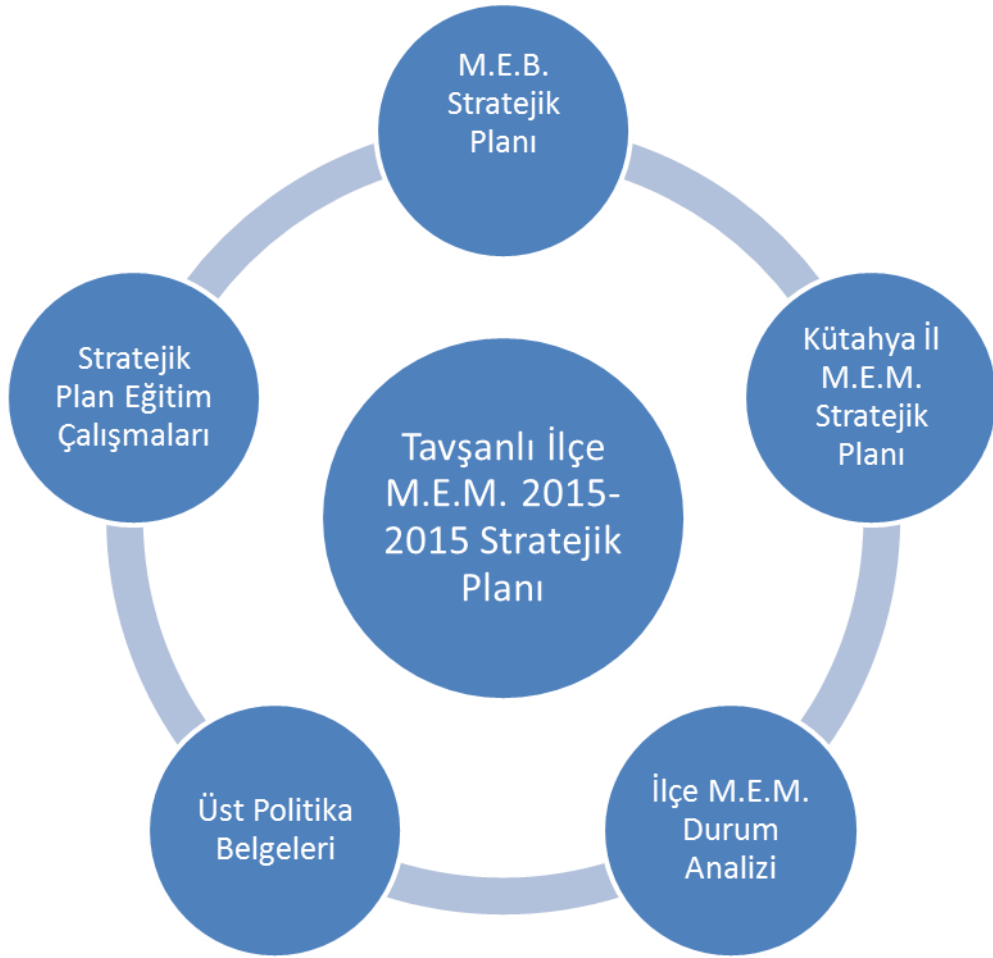 M.E.B.
Stratejik
Planı
Kütahya İl
M.E.M.
Stratejik
Planı
İlçe M.E.M.
Durum
Analizi
Üst Politika
Belgeleri
Stratejik
Plan Eğitim
Çalışmaları
Tavşanlı İlçe
M.E.M. 2015-
2015 Stratejik
Planı